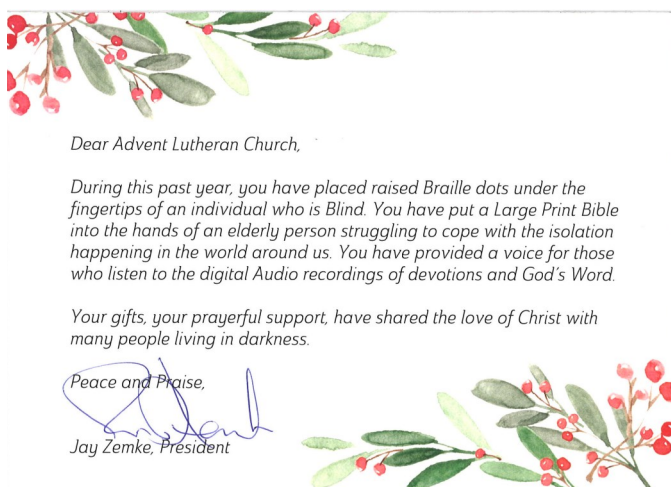 Dear Advent Lutheran Church,
During this past year, you have placed raised Braille dots under the
fingertips of an individual who is Blind. You have put a Large Print Bible
into the hands of an elderly person struggling to cope with the isolation
happening in the world around us. You have provided a voice for those
who listen to the digital Audio recordings of devotions and God's Word.
Your gifts, your prayerful support, have shared the love of Christ with
many people living in darkness.
Peace and Praise,
Jay Zemke, President